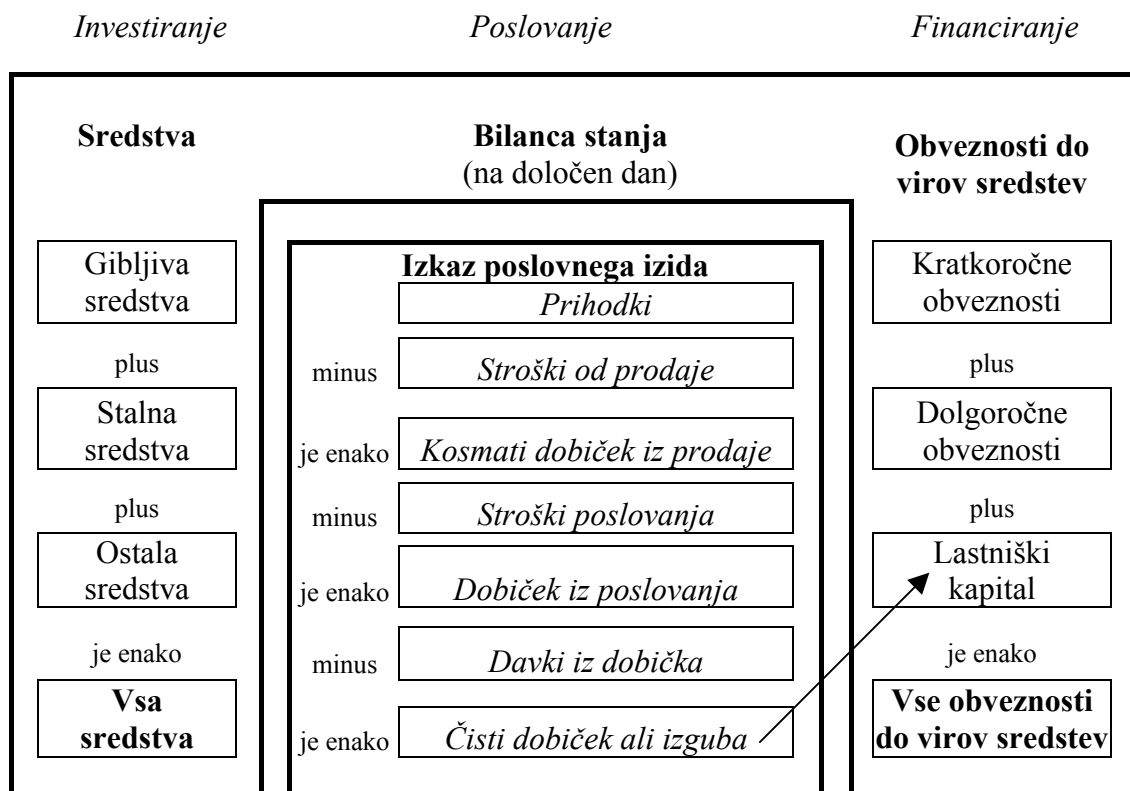 Investiranje
Poslovanje
Financiranje
Sredstva
Gibljiva
sredstva
plus
Stalna
sredstva
plus
Ostala
sredstva
je enako
Vsa
sredstva
Bilanca stanja
(na določen dan)
Izkaz poslovnega izida
Prihodki
minus
Stroški od prodaje
je enako
Kosmati dobiček iz prodaje
minus
Stroški poslovanja
je enako
Dobiček iz poslovanja
minus
Davki iz dobička
je enako
Čisti dobiček ali izguba
Obveznosti do
virov sredstev
Kratkoročne
obveznosti
plus
Dolgoročne
obveznosti
plus
Lastniški
kapital
je enako
Vse obveznosti
do virov sredstev